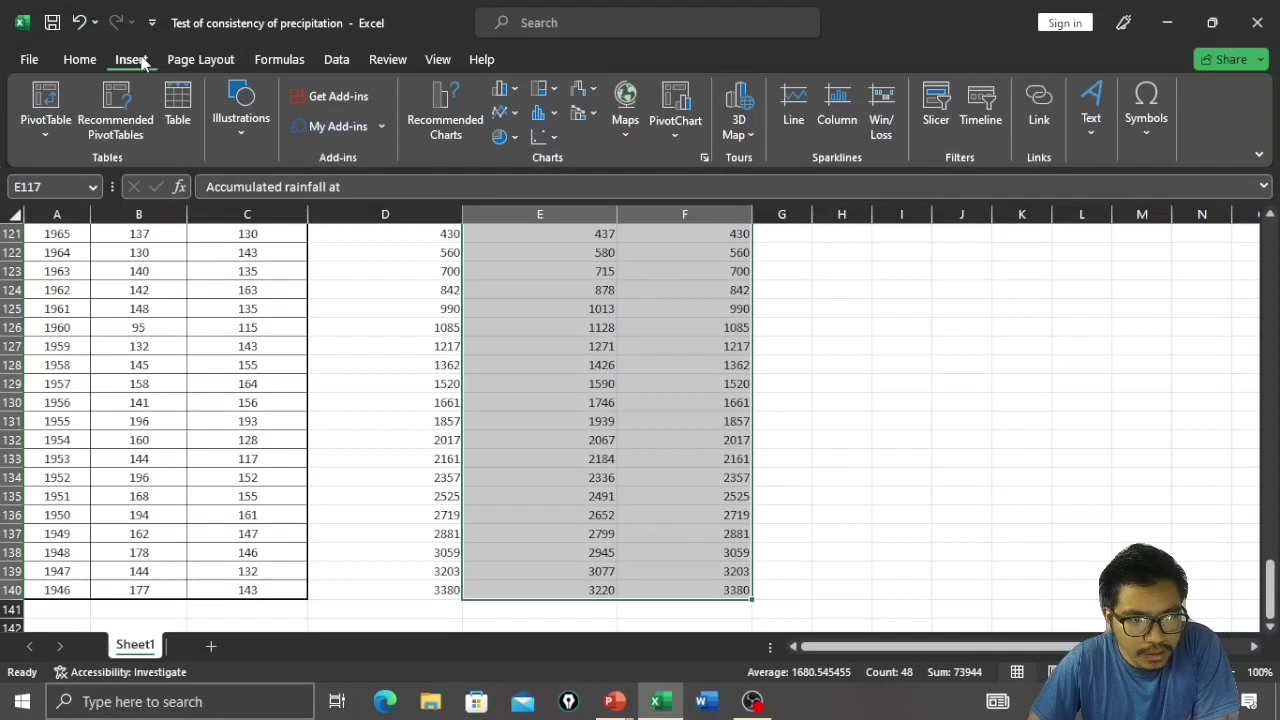 Test of consistency of precipitation - Excel
Search
Sign in
File Home Insert Page Layout Formulas Data Review View Help
Share
PivotTable
Recommended PivotTables
Table
Illustrations
Get Add-ins
My Add-ins
Recommended Charts
Maps
PivotChart
3D Map
Line
Column
Win/Loss
Slicer
Timeline
Link
Text
Symbols
Tables Add-ins Charts Tours Sparklines Filters Links
E117
fx
Accumulated rainfall at
A B C D E F G H I J K L M N
121 1965 137 130 430 437 430
122 1964 130 143 560 580 560
123 1963 140 135 700 715 700
124 1962 142 163 842 878 842
125 1961 148 135 990 1013 990
126 1960 95 115 1085 1128 1085
127 1959 132 143 1217 1271 1217
128 1958 145 155 1362 1426 1362
129 1957 158 164 1520 1590 1520
130 1956 141 156 1661 1746 1661
131 1955 196 193 1857 1939 1857
132 1954 160 128 2017 2067 2017
133 1953 144 117 2161 2184 2161
134 1952 196 152 2357 2336 2357
135 1951 168 155 2525 2491 2525
136 1950 194 161 2719 2652 2719
137 1949 162 147 2881 2799 2881
138 1948 178 146 3059 2945 3059
139 1947 144 132 3203 3077 3203
140 1946 177 143 3380 3220 3380
141
142
Sheet1
Ready
Accessibility: Investigate
Average: 1680.545455 Count: 48 Sum: 73944
100%
Type here to search